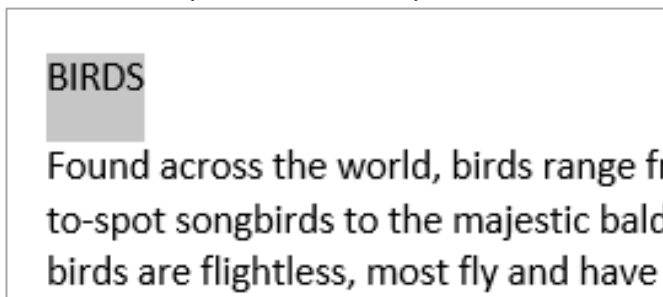 BIRDS
Found across the world, birds range
to-spot songbirds to the majestic bald
birds are flightless, most fly and have